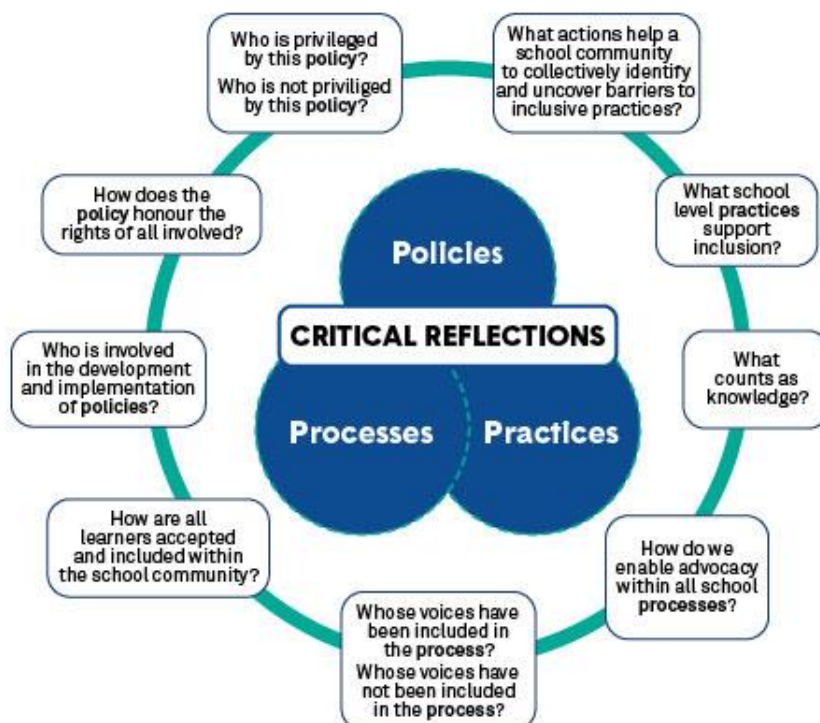 Who is privileged
by this policy?
Who is not priviliged
by this policy?
What actions help a
school community
to collectively identify
and uncover barriers to
inclusive practices?
How does the
policy honour the
rights of all involved?
What school
level practices
support
inclusion?
Policies
CRITICAL REFLECTIONS
Processes
Practices
Who is involved
in the development
and implementation
of policies?
What
counts as
knowledge?
How are all
learners accepted
and included within
the school community?
How do we
enable advocacy
within all school
processes?
Whose voices have
been included in
the process?
Whose voices have
not been included
in the process?